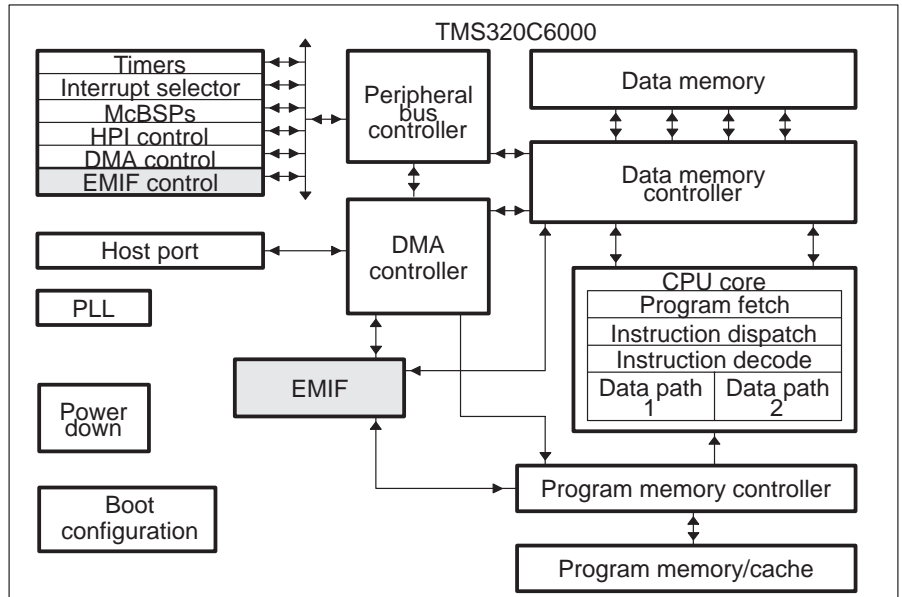 TMS320C6000
Timers
Interrupt selector
McBSPs
HPI control
DMA control
EMIF control
Peripheral
bus
controller
Data memory
Data memory
controller
Host port
DMA
controller
PLL
CPU core
Program fetch
Instruction dispatch
Instruction decode
Data path
1
Data path
2
EMIF
Power
down
Boot
configuration
Program memory controller
Program memory/cache